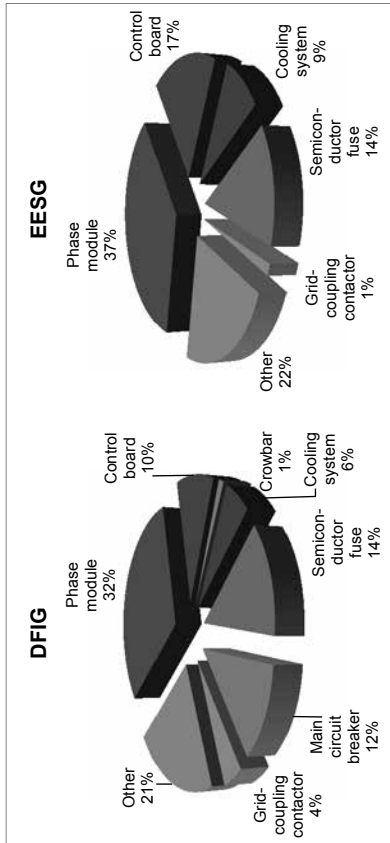 DFIG
Phase
module
32%
Control
board
10%
Crowbar
1%
Cooling
system
6%
Semicon-
ductor
fuse
14%
Main
circuit
breaker
12%
Grid-
coupling
contactor
4%
Other
21%
EESG
Phase
module
37%
Control
board
17%
Cooling
system
9%
Semicon-
ductor
fuse
14%
Grid-
coupling
contactor
1%
Other
22%